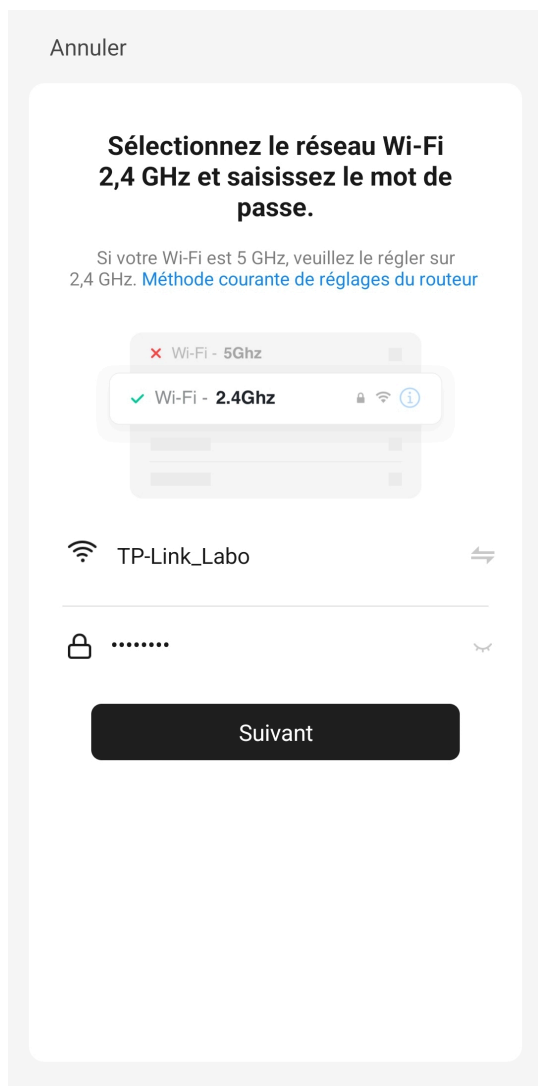 Annuler
Sélectionnez le réseau Wi-Fi
2,4 GHz et saisissez le mot de
passe.
Si votre Wi-Fi est 5 GHz, veuillez le régler sur
2,4 GHz. Méthode courante de réglages du routeur
Wi-Fi - 5Ghz
Wi-Fi - 2.4Ghz
TP-Link_Labo
••••••••
Suivant